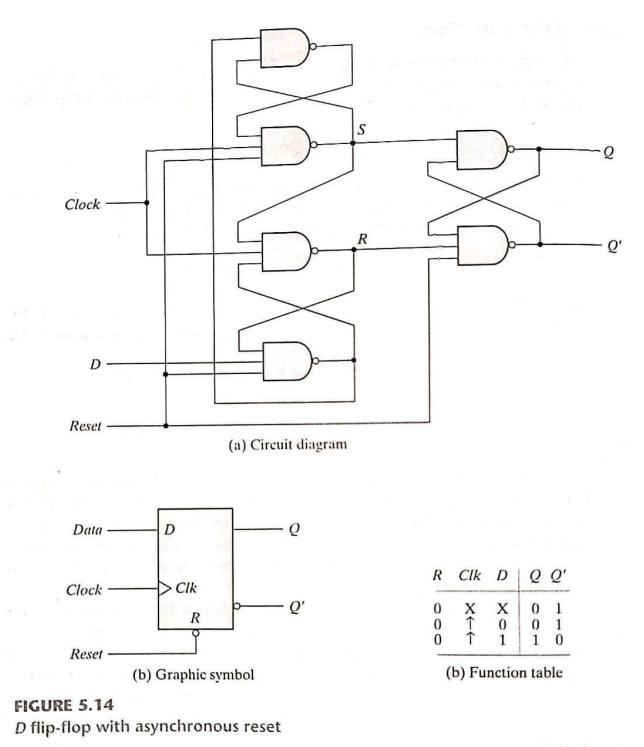 S
Q
Clock
R
Q'
D
Reset
(a) Circuit diagram
Data D Q
Clock Clk
Q'
R
Reset
(b) Graphic symbol
R Clk D Q Q'
0 X X 0 1
0 ↑ 0 0 1
0 ↑ 1 1 0
(b) Function table
FIGURE 5.14
D flip-flop with asynchronous reset